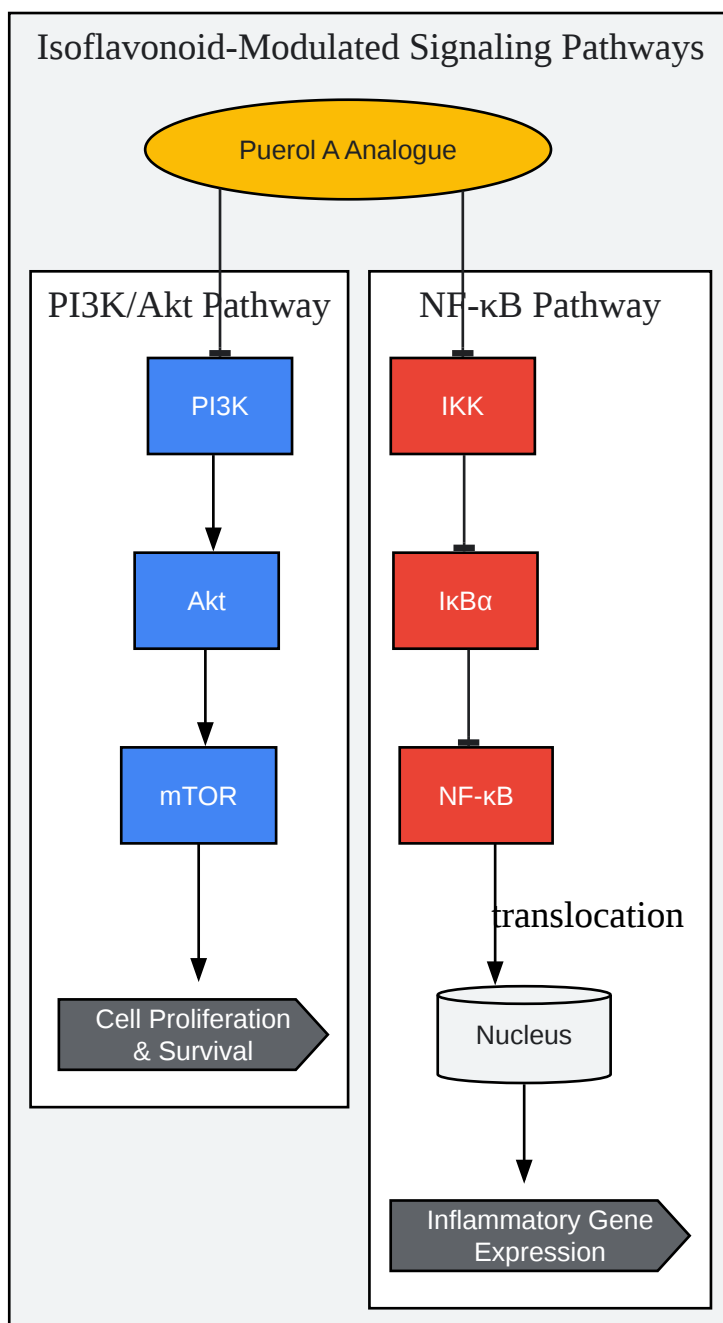 Isoflavonoid-Modulated Signaling Pathways
Puerol A Analogue
PI3K/Akt Pathway
PI3K
Akt
mTOR
Cell Proliferation
& Survival
NF-κB Pathway
IKK
IκBα
NF-κB
translocation
Nucleus
Inflammatory Gene
Expression